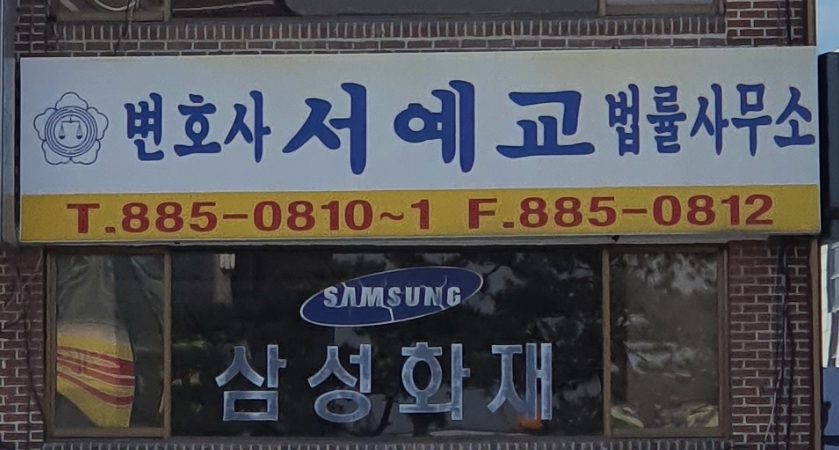 변호사 서예교 법률사무소
T.885-0810~1 F.885-0812
SAMSUNG
삼성화재